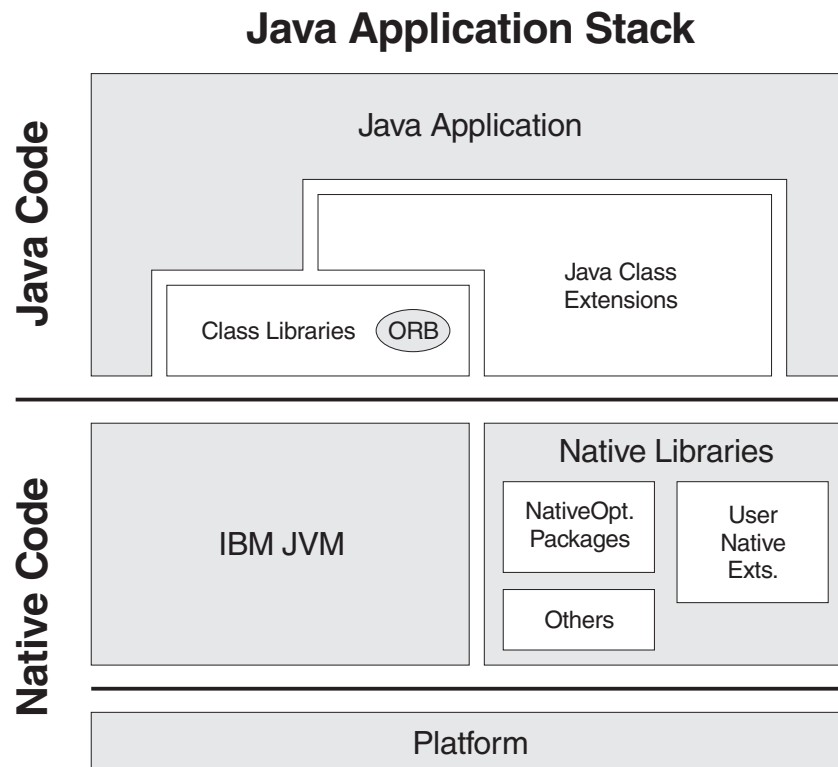 Java Application Stack
Java Code
Java Application
Java Class
Extensions
Class Libraries
ORB
Native Code
IBM JVM
Native Libraries
NativeOpt.
Packages
User
Native
Exts.
Others
Platform